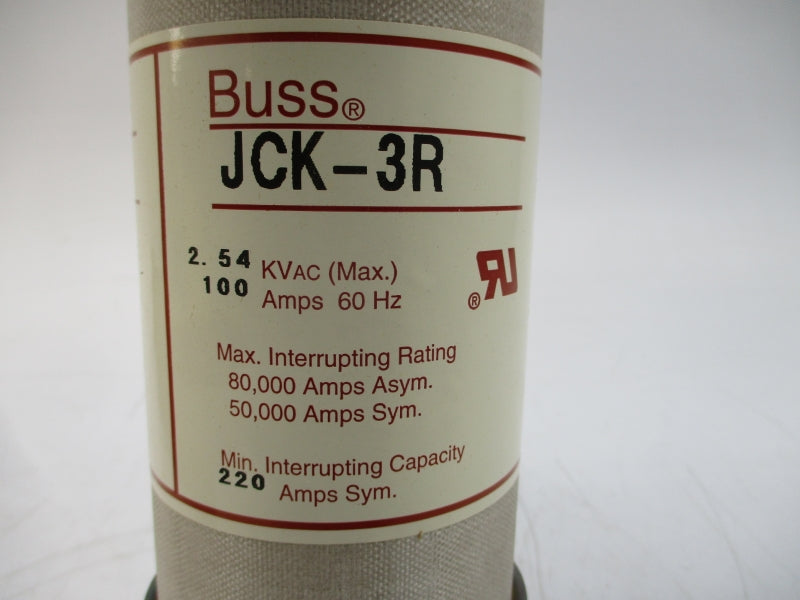 Buss®
JCK-3R
2.54 KVAC (Max.)
100 Amps 60 Hz
RU®
Max. Interrupting Rating
80,000 Amps Asym.
50,000 Amps Sym.
Min. Interrupting Capacity
220 Amps Sym.